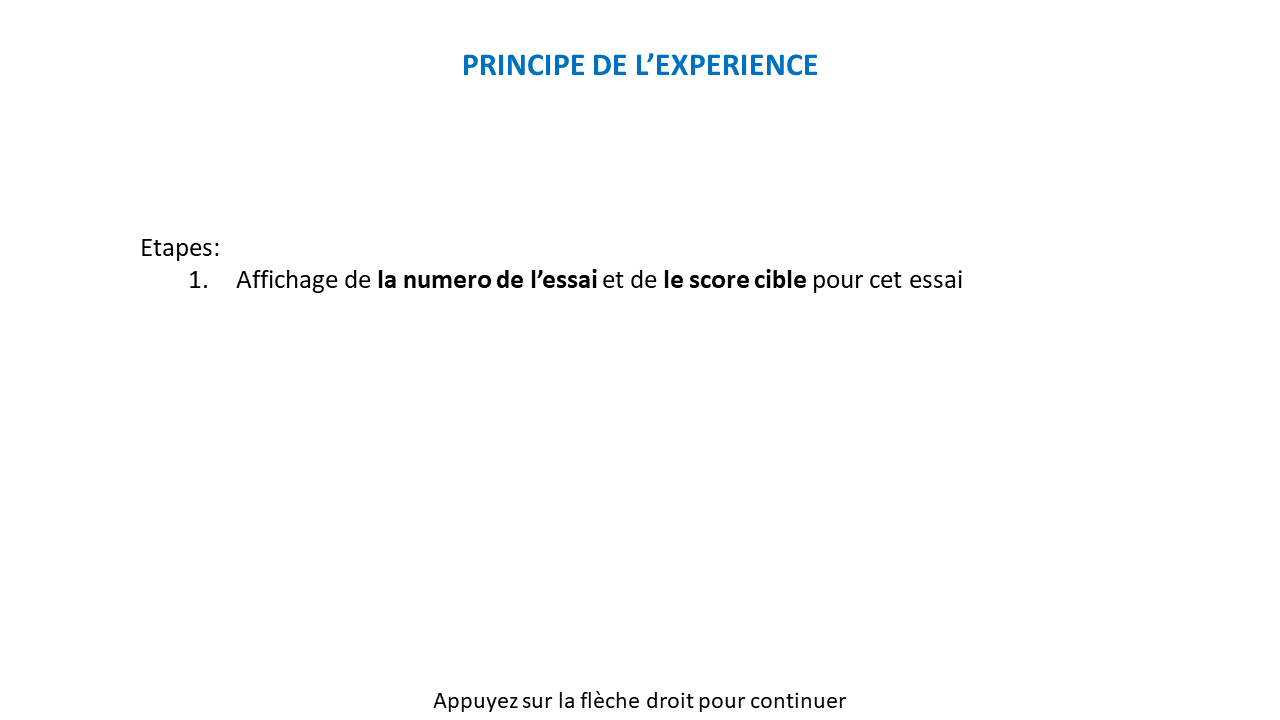 PRINCIPE DE L’EXPERIENCE
Etapes:
1. Affichage de la numero de l’essai et de le score cible pour cet essai
Appuyez sur la flèche droit pour continuer